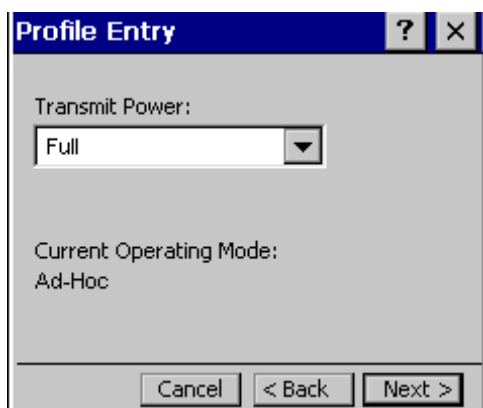 Profile Entry ? ×
Transmit Power:
Full
Current Operating Mode:
Ad-Hoc
Cancel < Back Next >